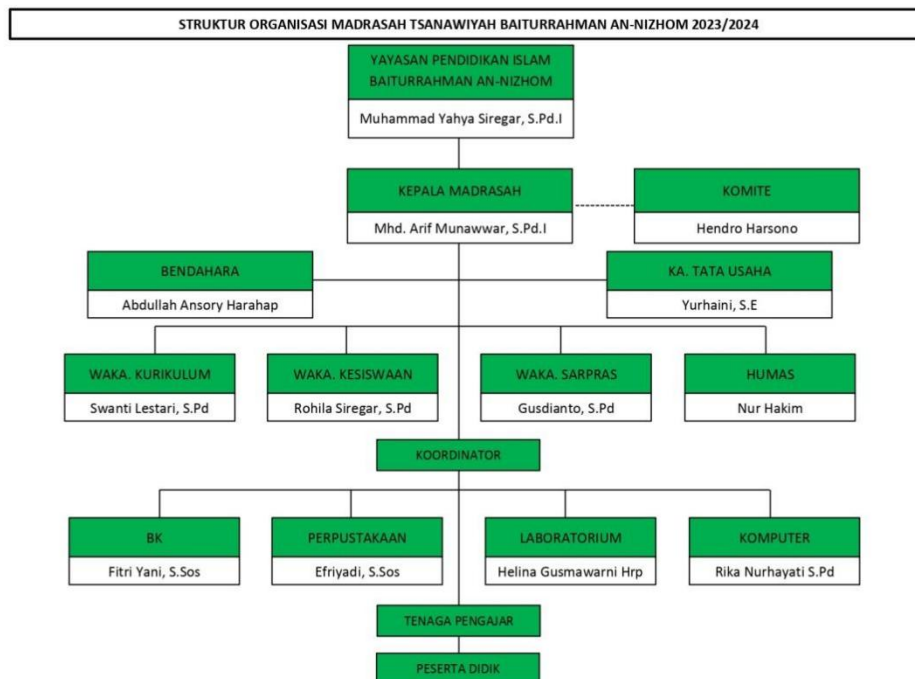 STRUKTUR ORGANISASI MADRASAH TSANAWIYAH BAITURRAHMAN AN-NIZHOM 2023/2024
YAYASAN PENDIDIKAN ISLAM
BAITURRAHMAN AN-NIZHOM
Muhammad Yahya Siregar, S.Pd.I
KEPALA MADRASAH
Mhd. Arif Munawwar, S.Pd.I
KOMITE
Hendro Harsono
BENDAHARA
Abdullah Ansory Harahap
KA. TATA USAHA
Yurhaini, S.E
WAKA. KURIKULUM
Swanti Lestari, S.Pd
WAKA. KESISWAAN
Rohila Siregar, S.Pd
WAKA. SARPRAS
Gusdianto, S.Pd
HUMAS
Nur Hakim
KOORDINATOR
BK
Fitri Yani, S.Sos
PERPUSTAKAAN
Efriyadi, S.Sos
LABORATORIUM
Helina Gusmawarni Hrp
KOMPUTER
Rika Nurhayati S.Pd
TENAGA PENGAJAR
PESERTA DIDIK